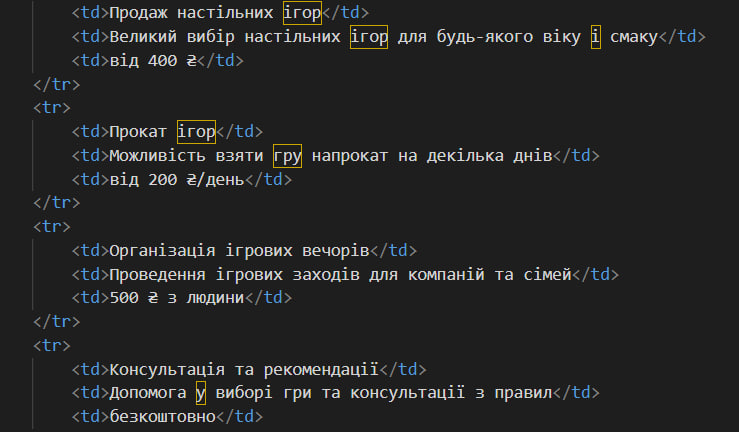 <td>Продаж настільних ігор</td>
<td>Великий вибір настільних ігор для будь-якого віку і смаку</td>
<td>від 400 ₴</td>
</tr>
<tr>
<td>Прокат ігор</td>
<td>Можливість взяти гру напрокат на декілька днів</td>
<td>від 200 ₴/день</td>
</tr>
<tr>
<td>Організація ігрових вечорів</td>
<td>Проведення ігрових заходів для компаній та сімей</td>
<td>500 ₴ з людини</td>
</tr>
<tr>
<td>Консультація та рекомендації</td>
<td>Допомога у виборі гри та консультації з правил</td>
<td>безкоштовно</td>